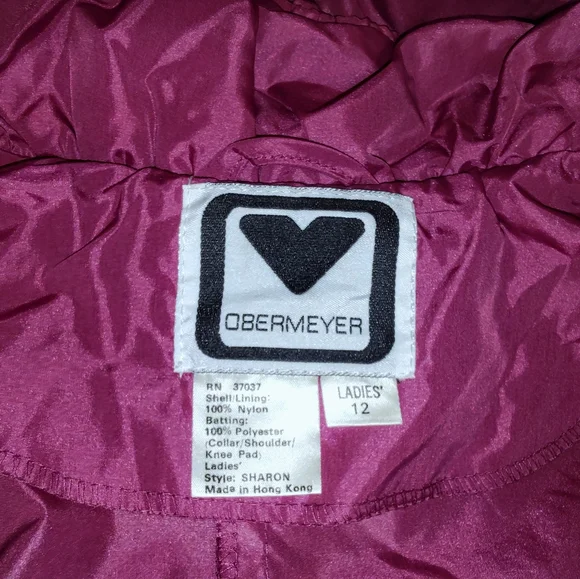 OBERMEYER
RN 37037
Shell/Lining:
100% Nylon
Batting:
100% Polyester
(Collar/Shoulder/
Knee Pad)
Ladies'
Style: SHARON
Made in Hong Kong
LADIES'
12